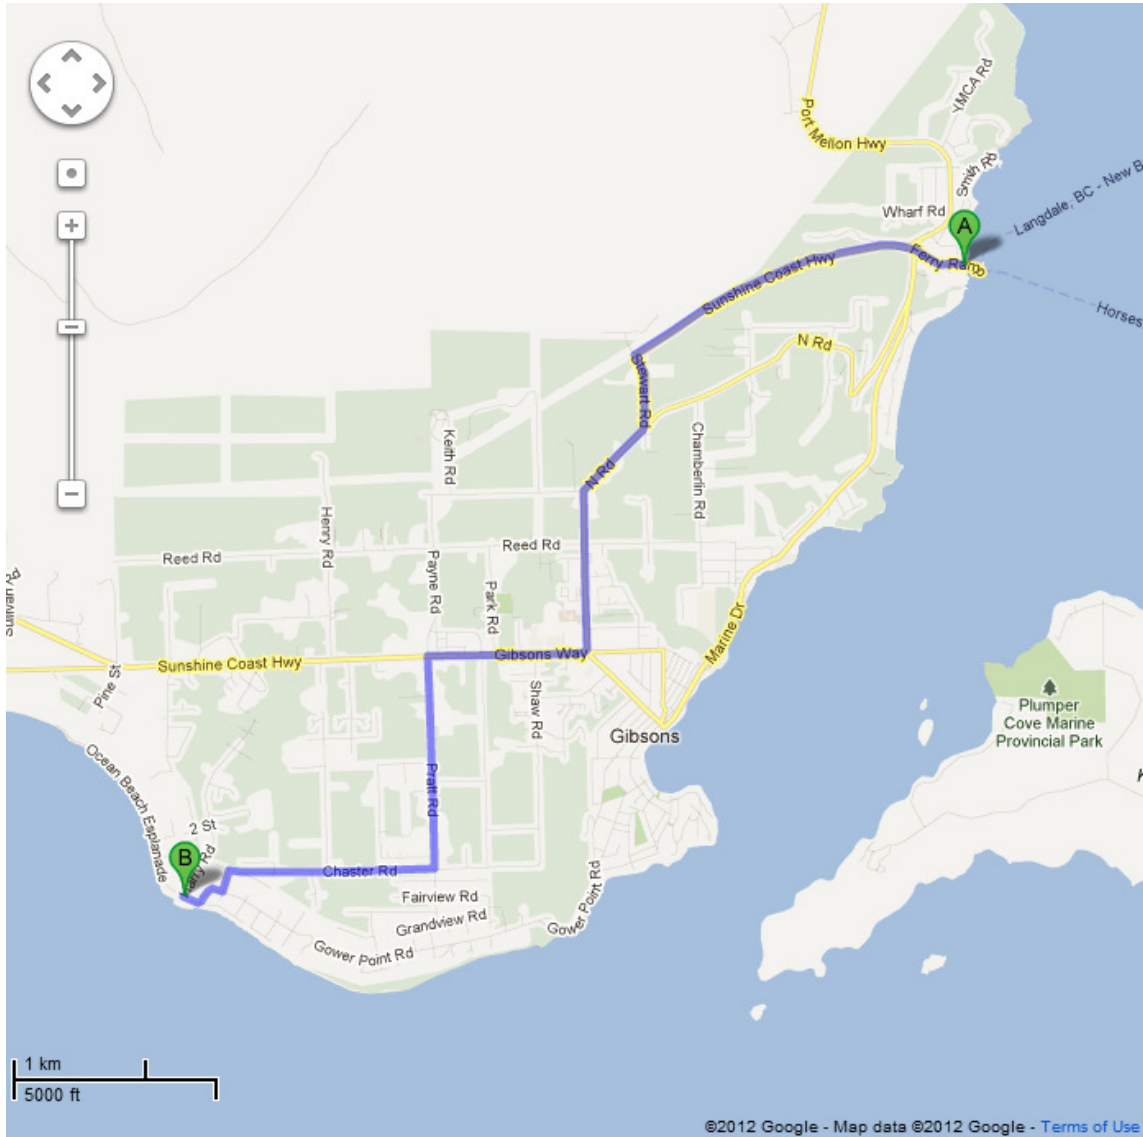 YMCA Rd
Port Mellon Hwy
Smith Rd
Langdale, BC - New B
Wharf Rd
A
Ferry Ramp
Sunshine Coast Hwy
Horses
N Rd
Stewart Rd
Keith Rd
Chamberlin Rd
N Rd
Henry Rd
Reed Rd
Reed Rd
Payne Rd
Park Rd
Marine Dr
Gibsons Way
Sunshine Coast Hwy
Pine St
Shaw Rd
Gibsons
Plumper
Cove Marine
Provincial Park
K
Ocean Beach Esplanade
Pratt Rd
2 St
B
Harry Rd
Chaster Rd
Fairview Rd
Grandview Rd
Gower Point Rd
Gower Point Rd
1 km
5000 ft
©2012 Google - Map data ©2012 Google - Terms of Use